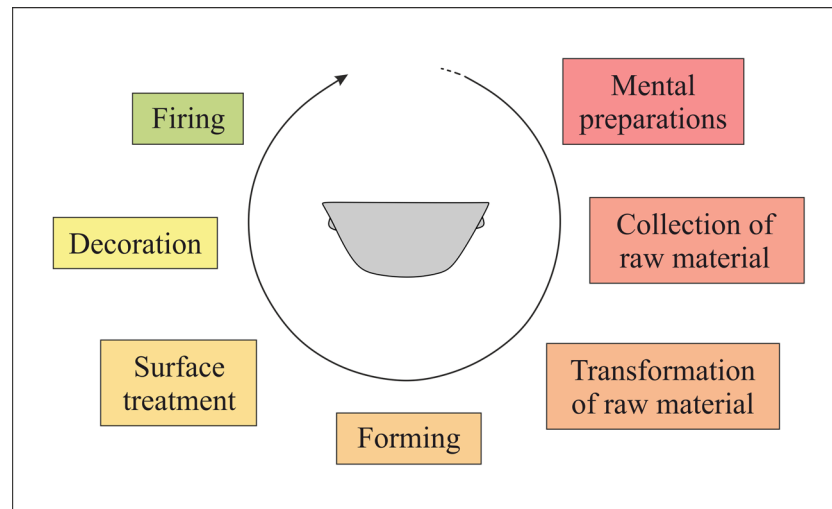 Mental
preparations
Collection of
raw material
Transformation
of raw material
Forming
Surface
treatment
Decoration
Firing